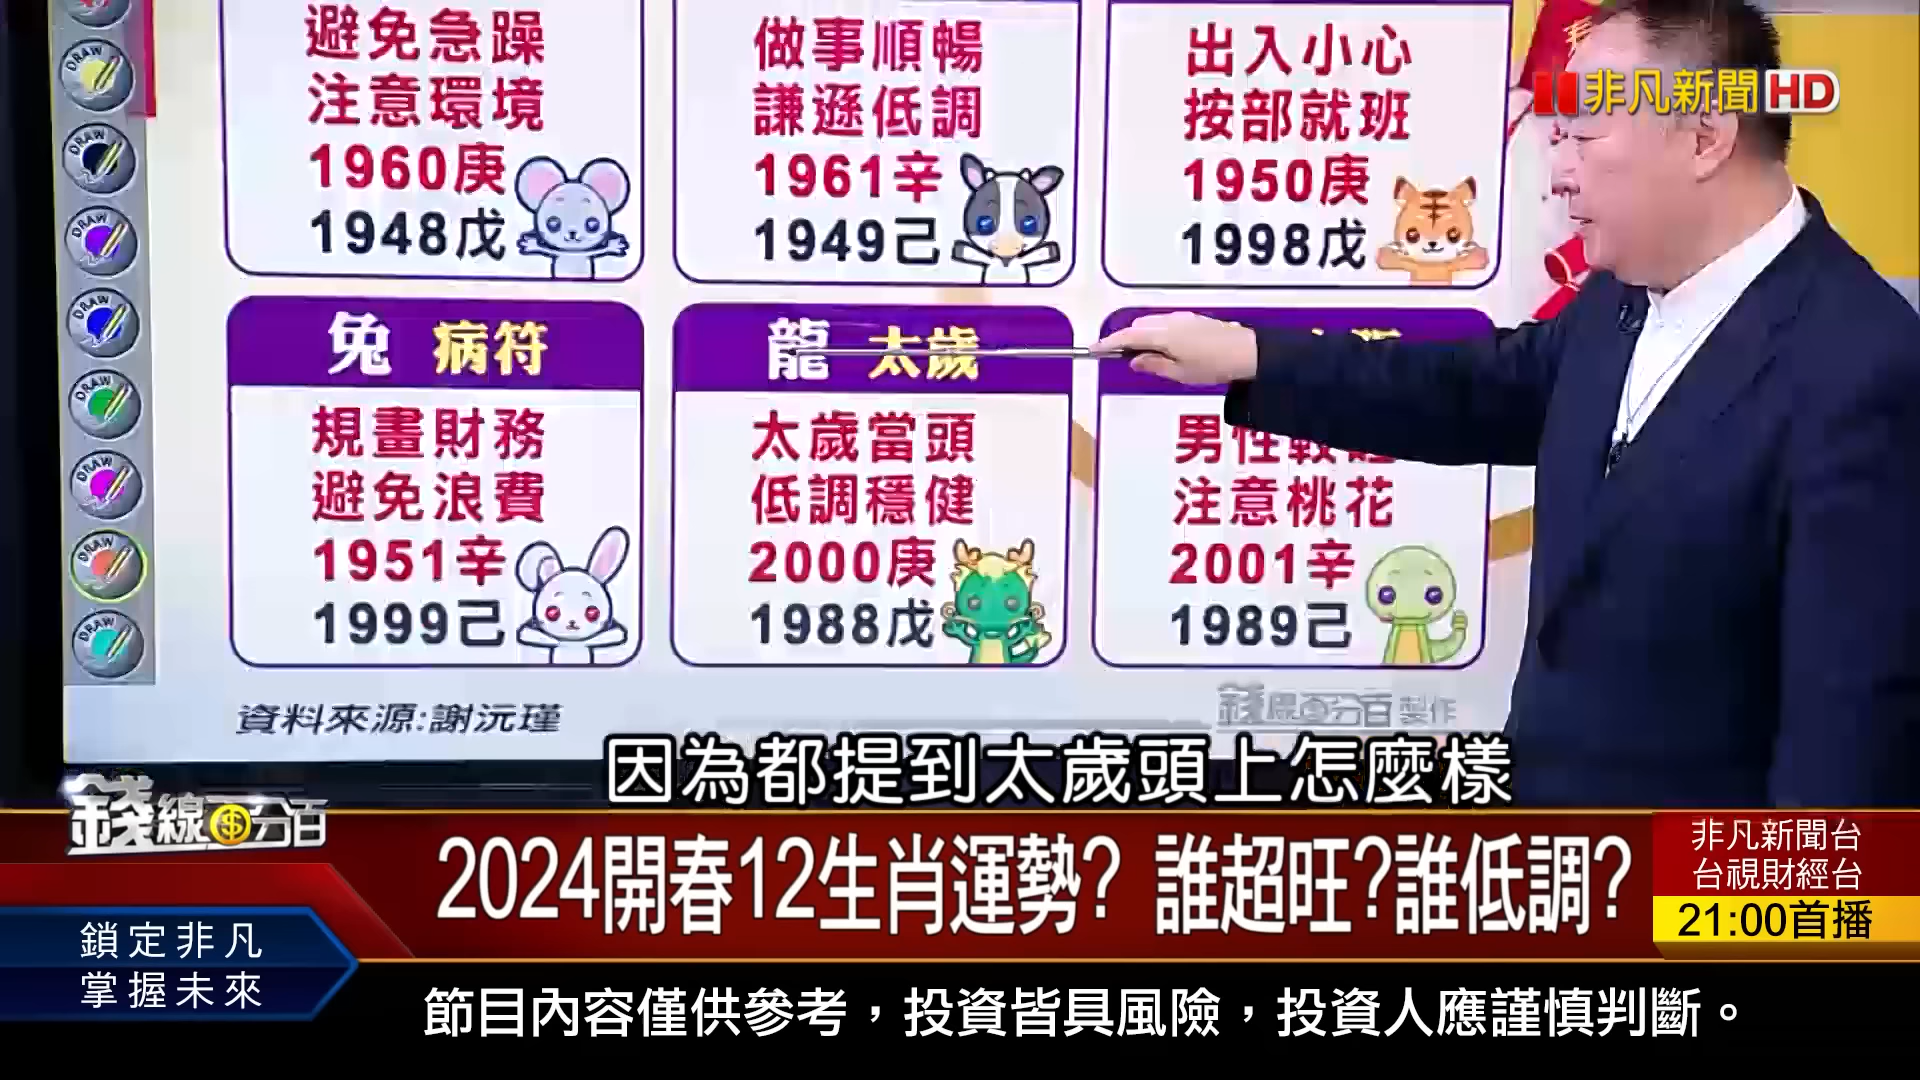 避免急躁
注意環境
1960庚
1948戊
做事順暢
謙遜低調
1961辛
1949己
出入小心
按部就班
1950庚
1998戊
非凡新聞HD
DRAW
DRAW
DRAW
DRAW
DRAW
DRAW
DRAW
DRAW
兔 病符
規畫財務
避免浪費
1951辛
1999己
龍 太歲
太歲當頭
低調穩健
2000庚
1988戊
男性較
注意桃花
2001辛
1989己
資料來源:謝沅瑾
錢線百分百 製作
因為都提到太歲頭上怎麼樣
錢線百分百
2024開春12生肖運勢? 誰超旺?誰低調?
非凡新聞台
台視財經台
21:00首播
鎖定非凡
掌握未來
節目內容僅供參考，投資皆具風險，投資人應謹慎判斷。